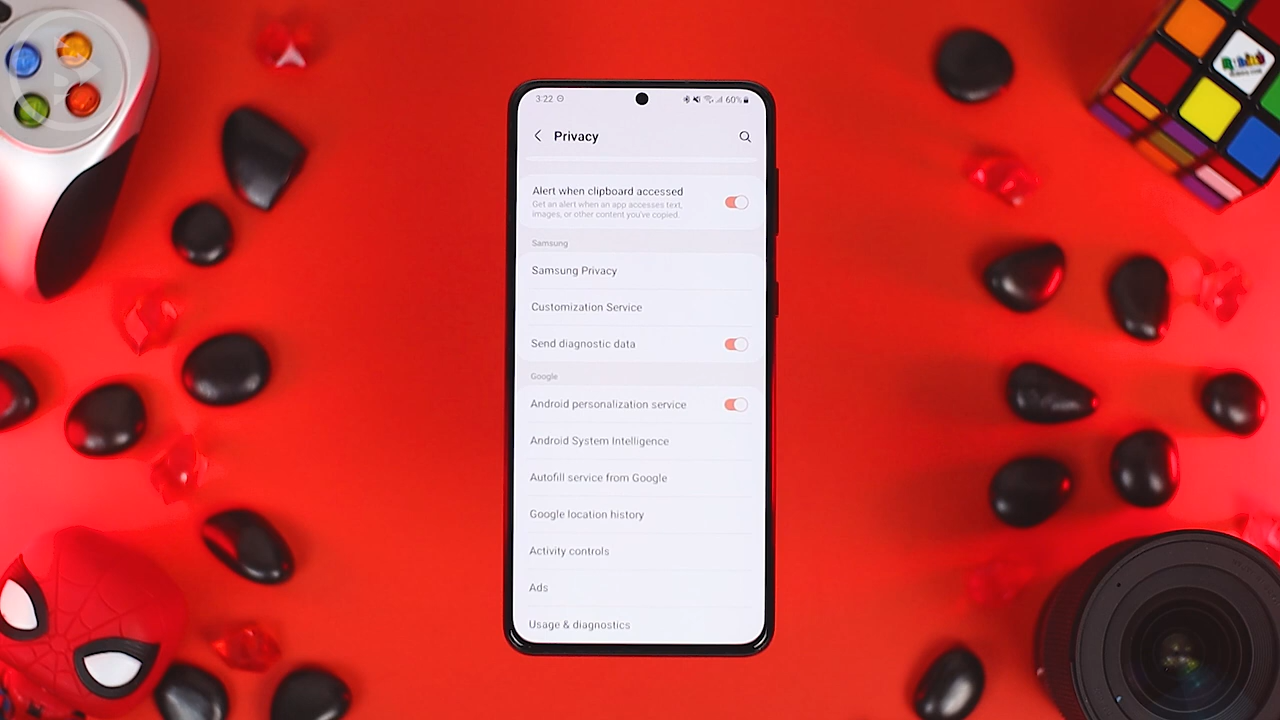 3:22
60%
Privacy
Alert when clipboard accessed
Get an alert when an app accesses text,
images, or other content you've copied.
Samsung
Samsung Privacy
Customization Service
Send diagnostic data
Google
Android personalization service
Android System Intelligence
Autofill service from Google
Google location history
Activity controls
Ads
Usage & diagnostics